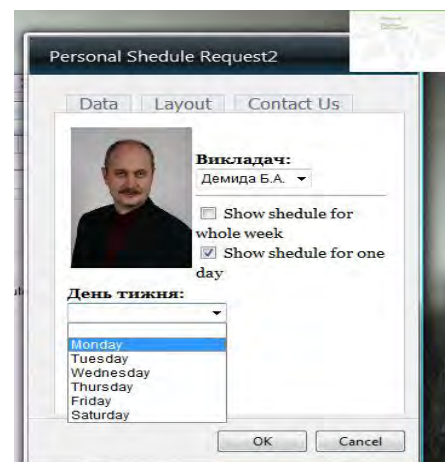 Personal Shedule Request2
Data Layout Contact Us
Викладач:
Демида Б.А.
Show shedule for
whole week
Show shedule for one
day
День тижня:
Monday
Tuesday
Wednesday
Thursday
Friday
Saturday
OK Cancel